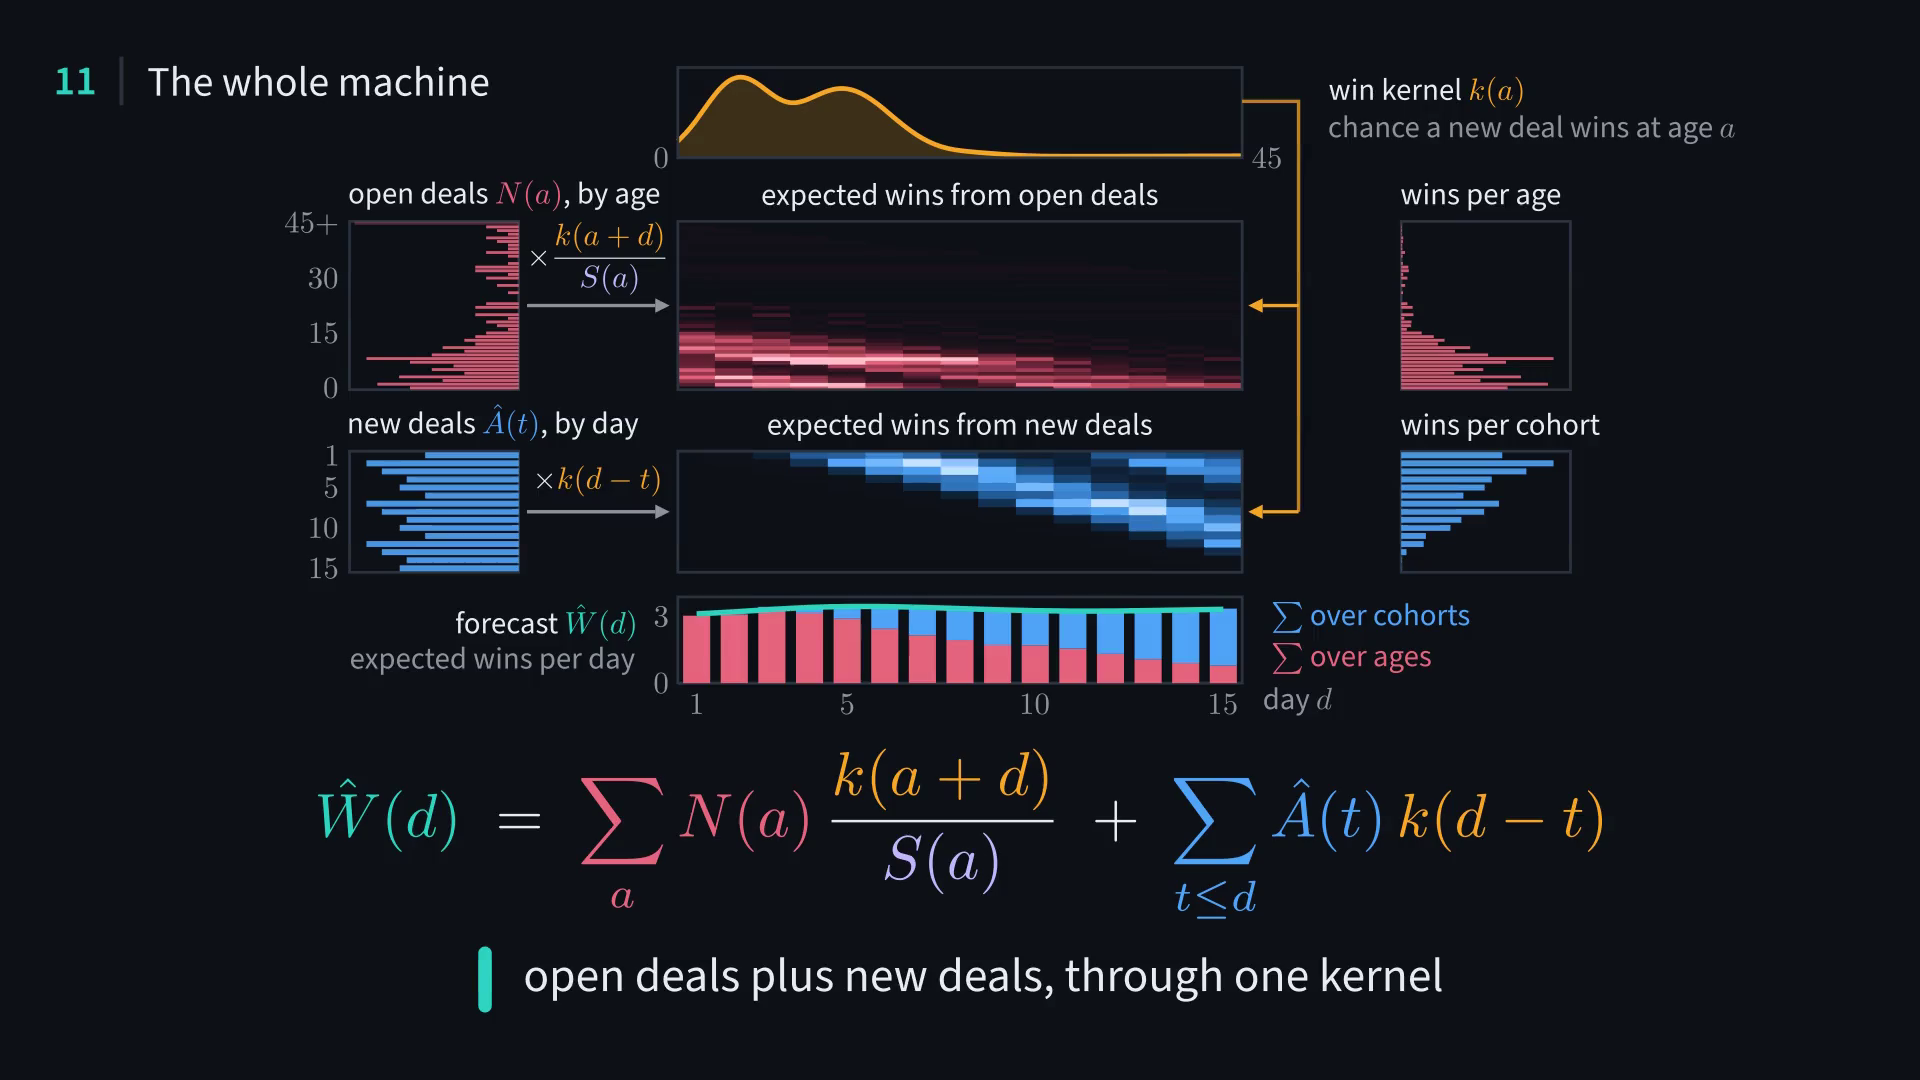 11 The whole machine
win kernel k(a)
chance a new deal wins at age a
0 45
open deals N(a), by age
expected wins from open deals
wins per age
45+
30
15
0
× k(a + d) / S(a)
new deals Â(t), by day
expected wins from new deals
wins per cohort
1
5
10
15
×k(d − t)
forecast Ŵ(d)
expected wins per day
3
0
∑ over cohorts
∑ over ages
1 5 10 15 day d
Ŵ(d) = ∑ₐ N(a) k(a + d) / S(a) + ∑ t≤d Â(t) k(d − t)
open deals plus new deals, through one kernel